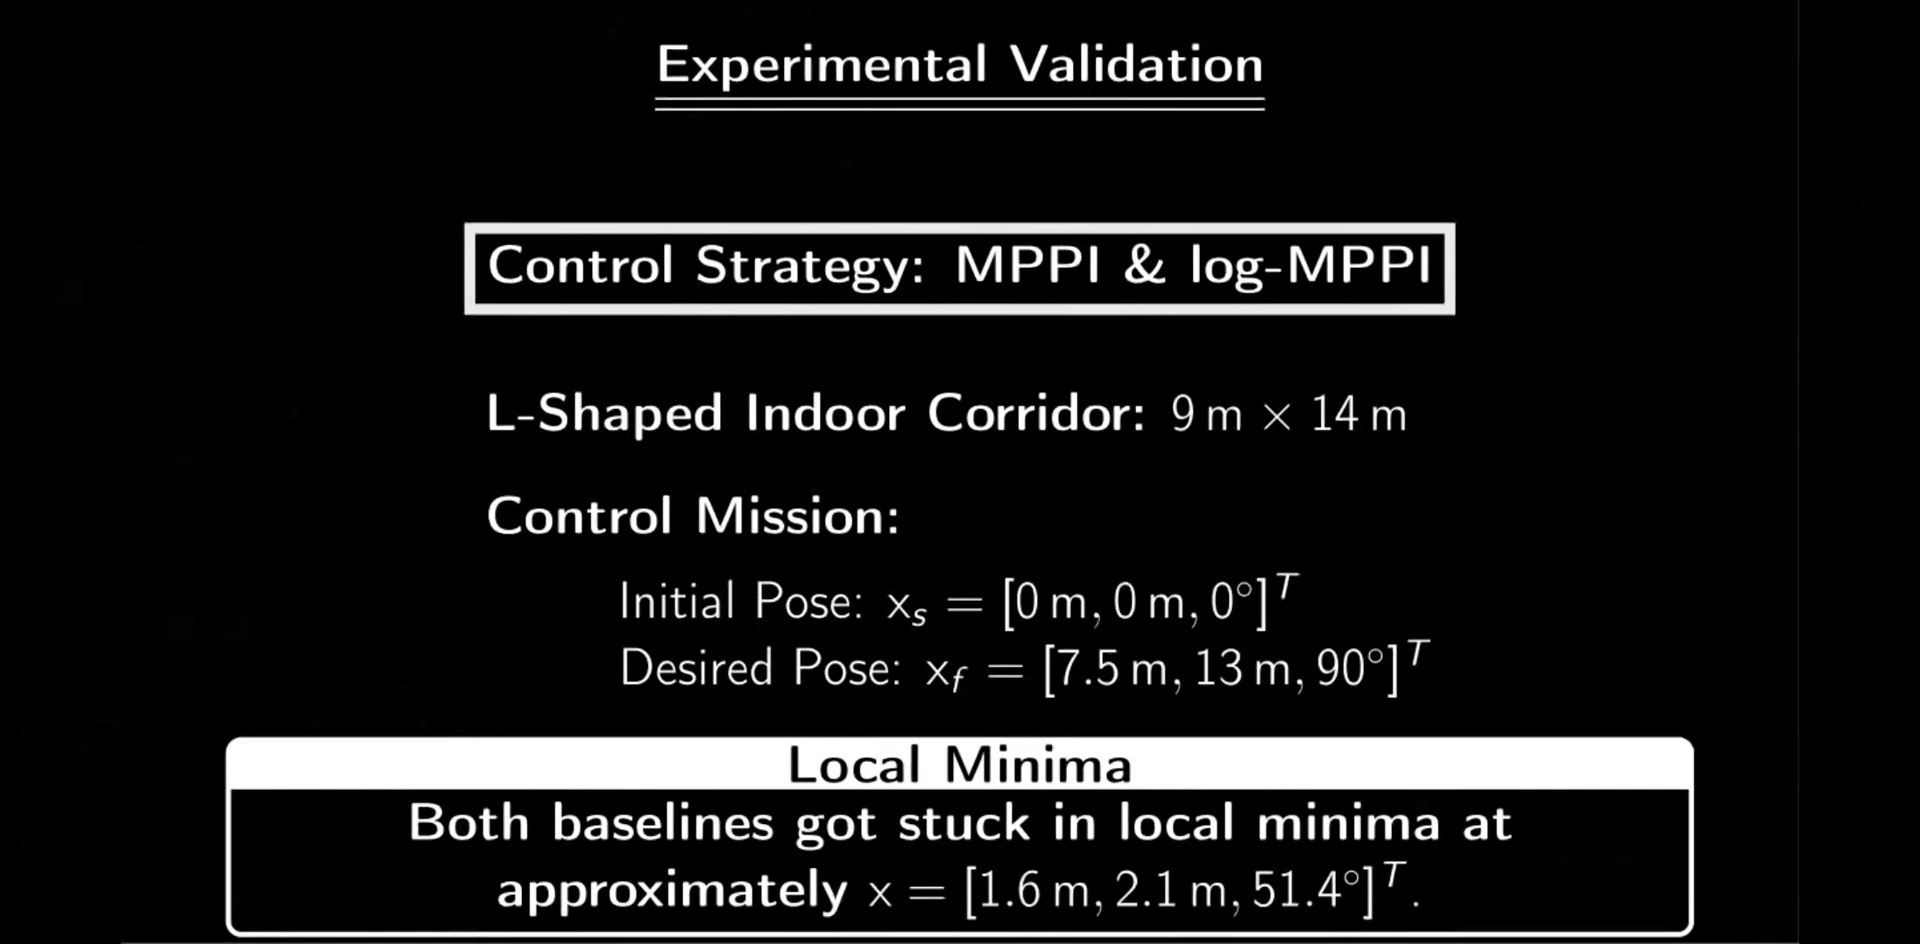 Experimental Validation
Control Strategy: MPPI & log-MPPI
L-Shaped Indoor Corridor: 9 m × 14 m
Control Mission:
Initial Pose: x_s = [0 m, 0 m, 0°]^T
Desired Pose: x_f = [7.5 m, 13 m, 90°]^T
Local Minima
Both baselines got stuck in local minima at
approximately x = [1.6 m, 2.1 m, 51.4°]^T.